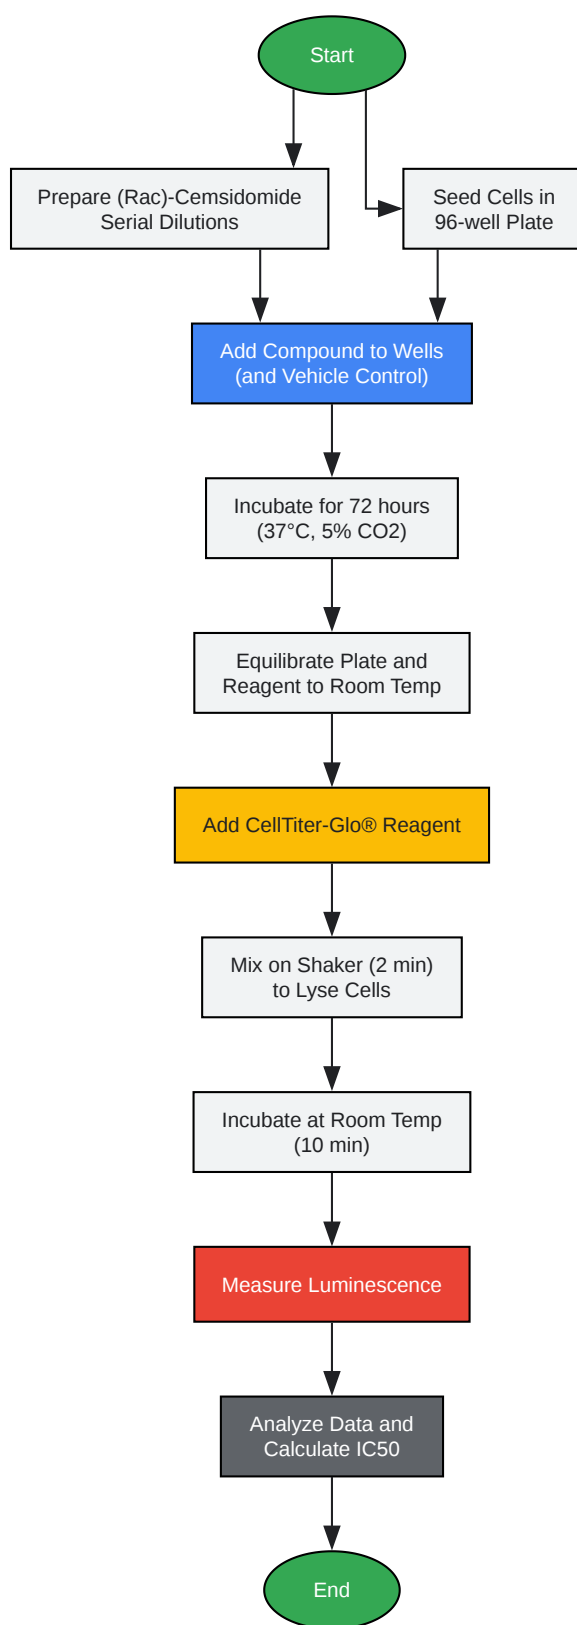 Start
Prepare (Rac)-Cemsidomide
Serial Dilutions
Seed Cells in
96-well Plate
Add Compound to Wells
(and Vehicle Control)
Incubate for 72 hours
(37°C, 5% CO2)
Equilibrate Plate and
Reagent to Room Temp
Add CellTiter-Glo® Reagent
Mix on Shaker (2 min)
to Lyse Cells
Incubate at Room Temp
(10 min)
Measure Luminescence
Analyze Data and
Calculate IC50
End